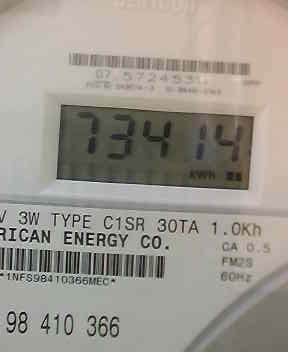 73414
kWh
V 3W TYPE C1SR 30TA 1.0Kh
RICAN ENERGY CO.
CA 0.5
FM2S
60Hz
*1NFS98410366MEC*
98 410 366